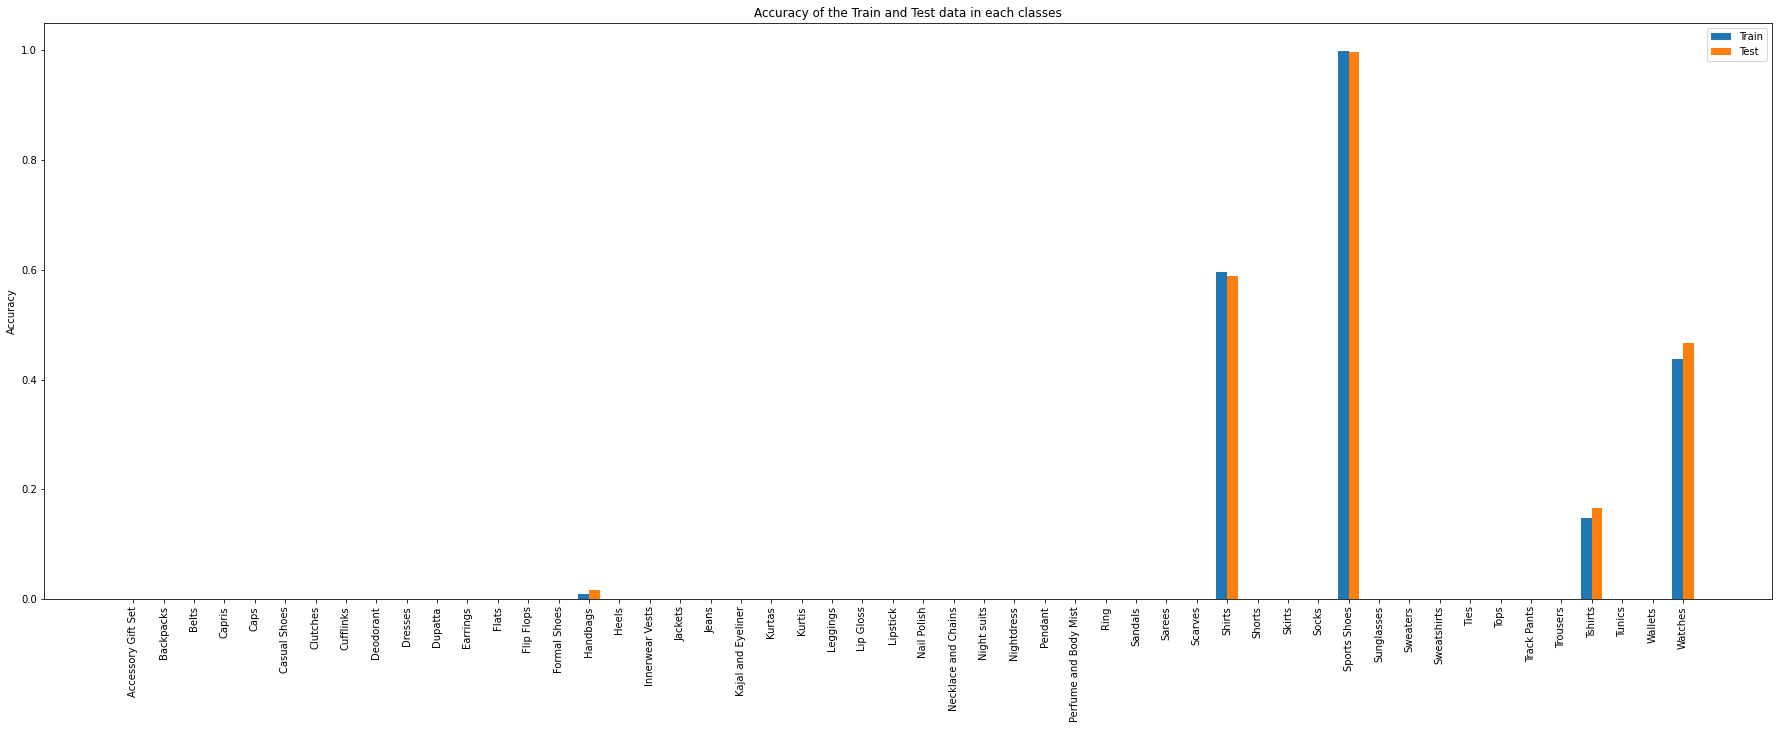 Accuracy of the Train and Test data in each classes
Train
Test
Accuracy
1.0
0.8
0.6
0.4
0.2
0.0
Accessory Gift Set
Backpacks
Belts
Capris
Caps
Casual Shoes
Clutches
Cufflinks
Deodorant
Dresses
Dupatta
Earrings
Flats
Flip Flops
Formal Shoes
Handbags
Heels
Innerwear Vests
Jackets
Jeans
Kajal and Eyeliner
Kurtas
Kurtis
Leggings
Lip Gloss
Lipstick
Nail Polish
Necklace and Chains
Night suits
Nightdress
Pendant
Perfume and Body Mist
Ring
Sandals
Sarees
Scarves
Shirts
Shorts
Skirts
Socks
Sports Shoes
Sunglasses
Sweaters
Sweatshirts
Ties
Tops
Track Pants
Trousers
Tshirts
Tunics
Wallets
Watches